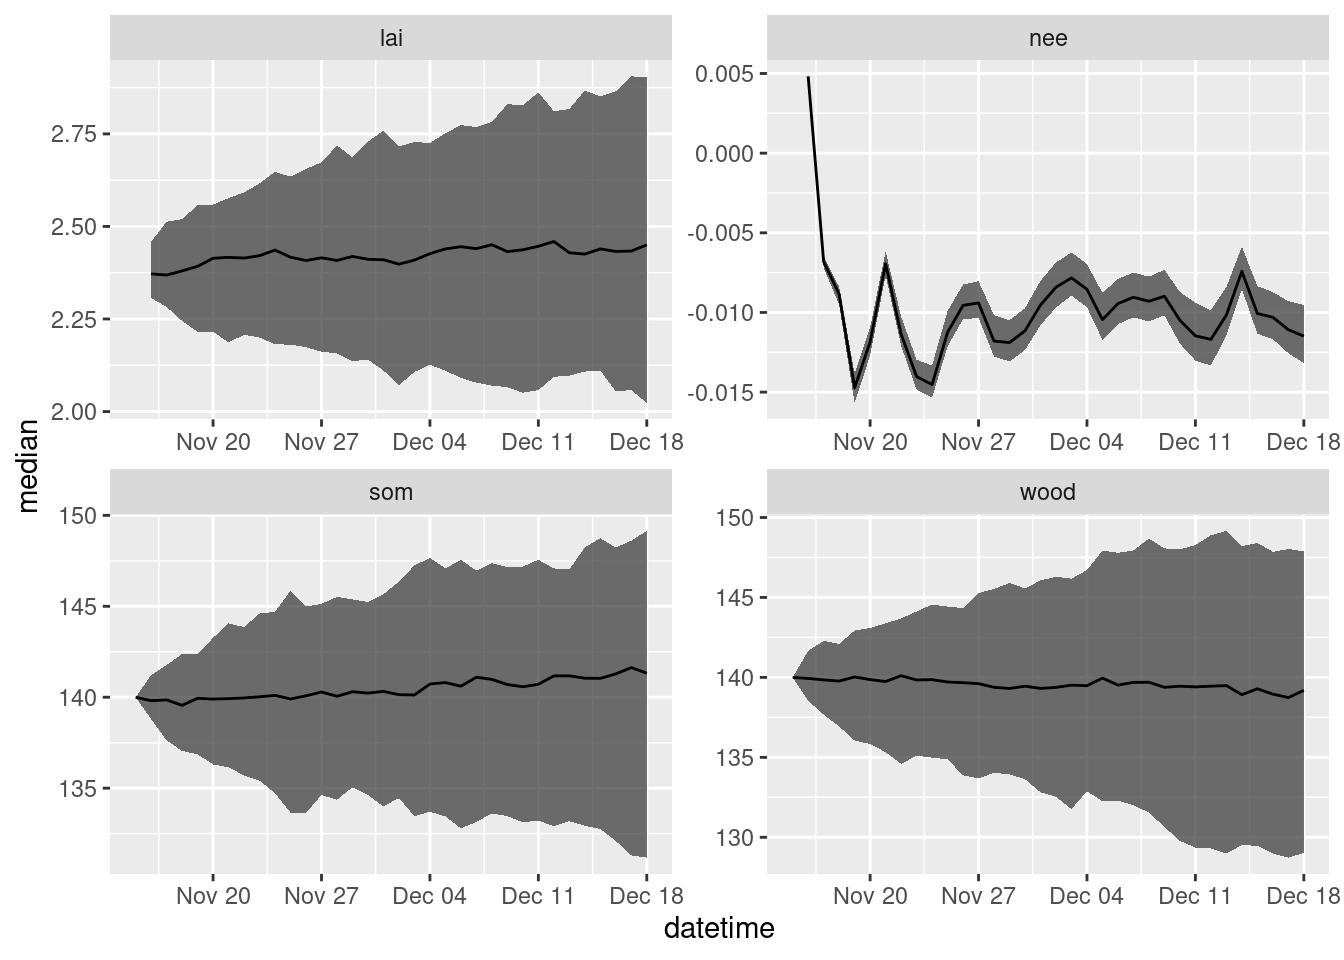 lai
nee
2.75
2.50
2.25
2.00
0.005
0.000
-0.005
-0.010
-0.015
Nov 20 Nov 27 Dec 04 Dec 11 Dec 18
Nov 20 Nov 27 Dec 04 Dec 11 Dec 18
median
som
wood
150
145
140
135
150
145
140
135
130
Nov 20 Nov 27 Dec 04 Dec 11 Dec 18
Nov 20 Nov 27 Dec 04 Dec 11 Dec 18
datetime